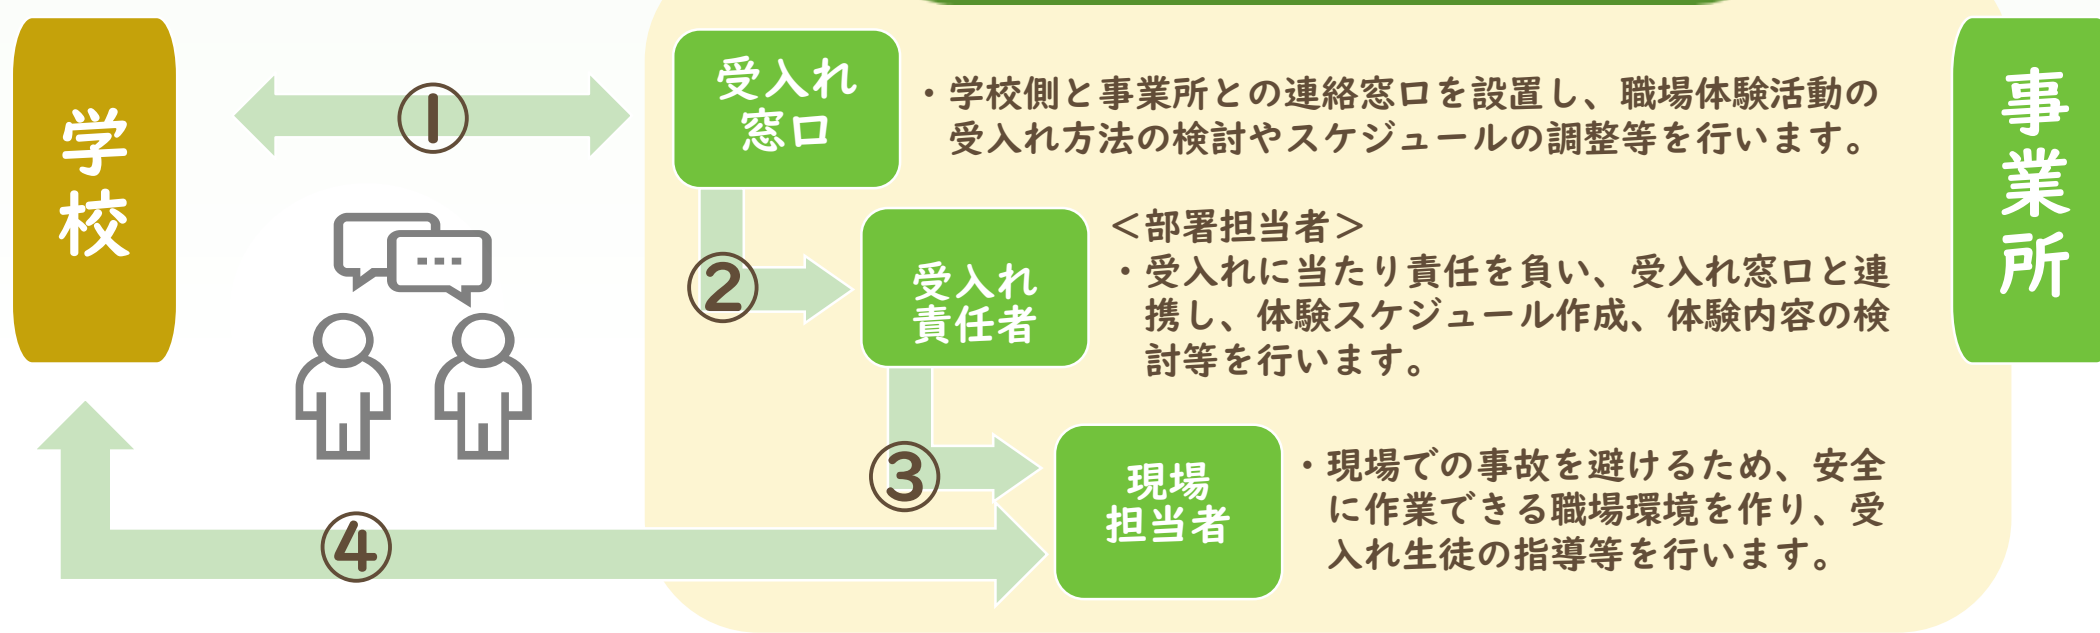 学校
①
受入れ
窓口
・学校側と事業所との連絡窓口を設置し、職場体験活動の
受入れ方法の検討やスケジュールの調整等を行います。
事業所
②
受入れ
責任者
＜部署担当者＞
・受入れに当たり責任を負い、受入れ窓口と連
携し、体験スケジュール作成、体験内容の検
討等を行います。
③
現場
担当者
・現場での事故を避けるため、安全
に作業できる職場環境を作り、受
入れ生徒の指導等を行います。
④